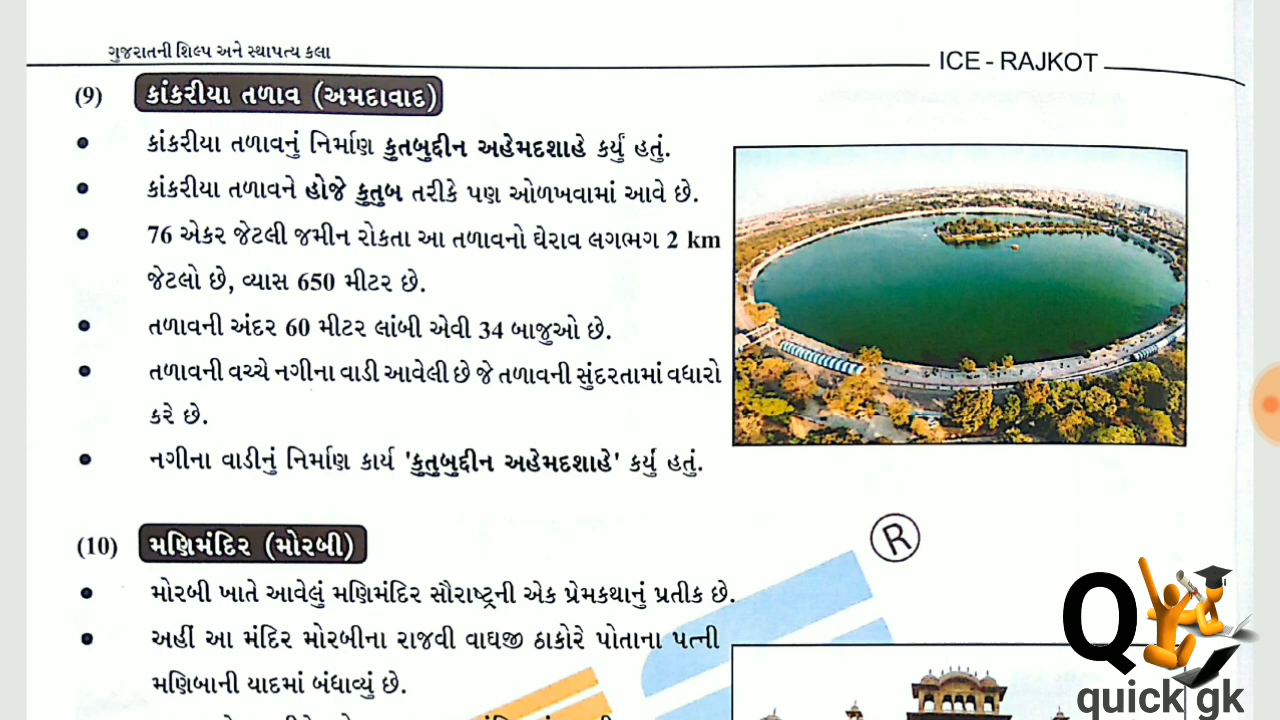 ગુજરાતની શિલ્પ અને સ્થાપત્ય કલા
ICE - RAJKOT
(9) કાંકરીયા તળાવ (અમદાવાદ)
• કાંકરીયા તળાવનું નિર્માણ કુતબુદ્દીન અહેમદશાહે કર્યું હતું.
• કાંકરીયા તળાવને હોજે કુતુબ તરીકે પણ ઓળખવામાં આવે છે.
• 76 એકર જેટલી જમીન રોકતા આ તળાવનો ઘેરાવ લગભગ 2 km
જેટલો છે, વ્યાસ 650 મીટર છે.
• તળાવની અંદર 60 મીટર લાંબી એવી 34 બાજુઓ છે.
• તળાવની વચ્ચે નગીના વાડી આવેલી છે જે તળાવની સુંદરતામાં વધારો
કરે છે.
• નગીના વાડીનું નિર્માણ કાર્ય 'કુતુબુદ્દીન અહેમદશાહે' કર્યું હતું.
(10) મણિમંદિર (મોરબી)
R
• મોરબી ખાતે આવેલું મણિમંદિર સૌરાષ્ટ્રની એક પ્રેમકથાનું પ્રતીક છે.
• અહીં આ મંદિર મોરબીના રાજવી વાઘજી ઠાકોરે પોતાના પત્ની
મણિબાની યાદમાં બંધાવ્યું છે.
Q
quick gk